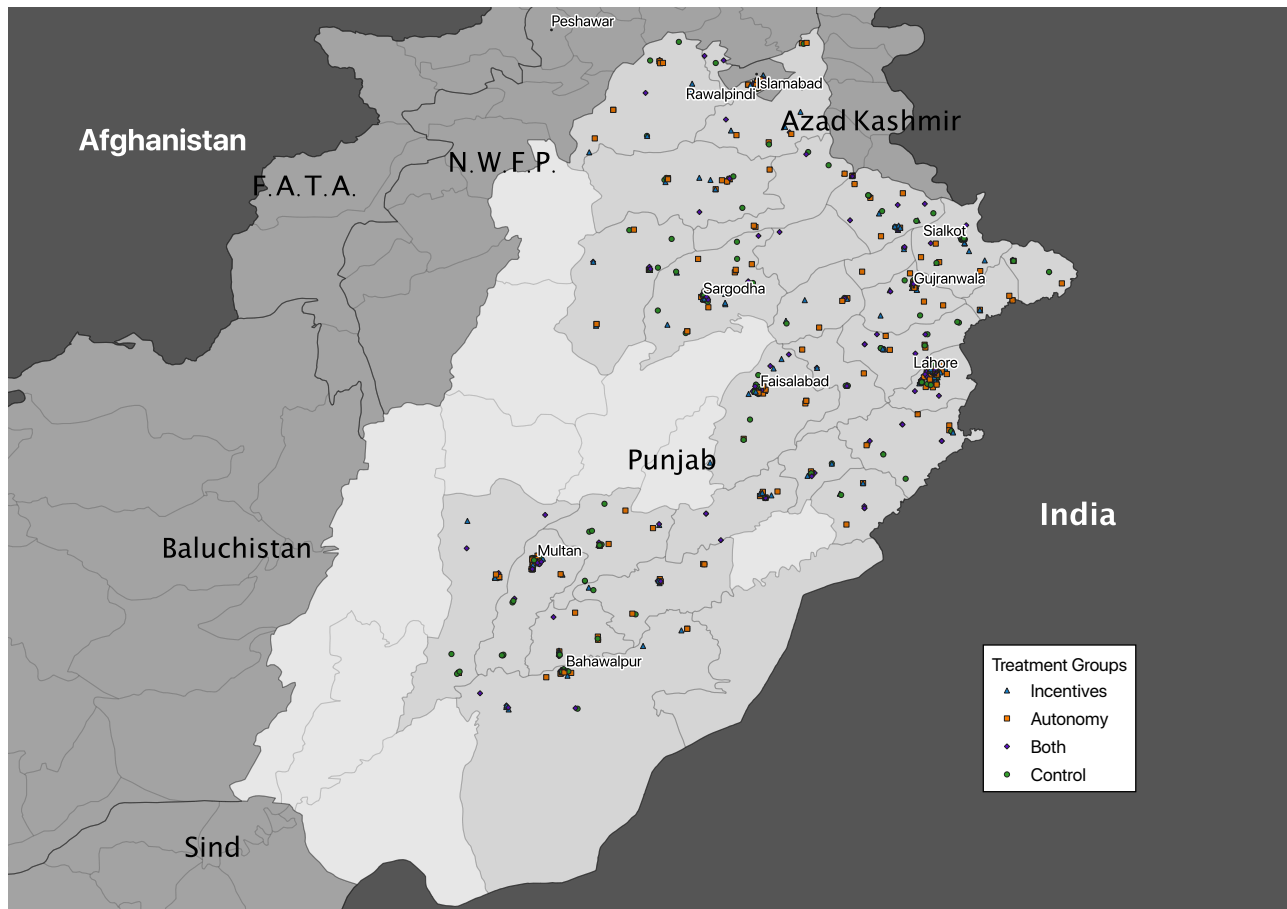 Peshawar
Islamabad
Rawalpindi
Azad Kashmir
Afghanistan
N.W.F.P.
F.A.T.A.
Sialkot
Gujranwala
Sargodha
Lahore
Faisalabad
Punjab
India
Baluchistan
Multan
Bahawalpur
Treatment Groups
Incentives
Autonomy
Both
Control
Sind